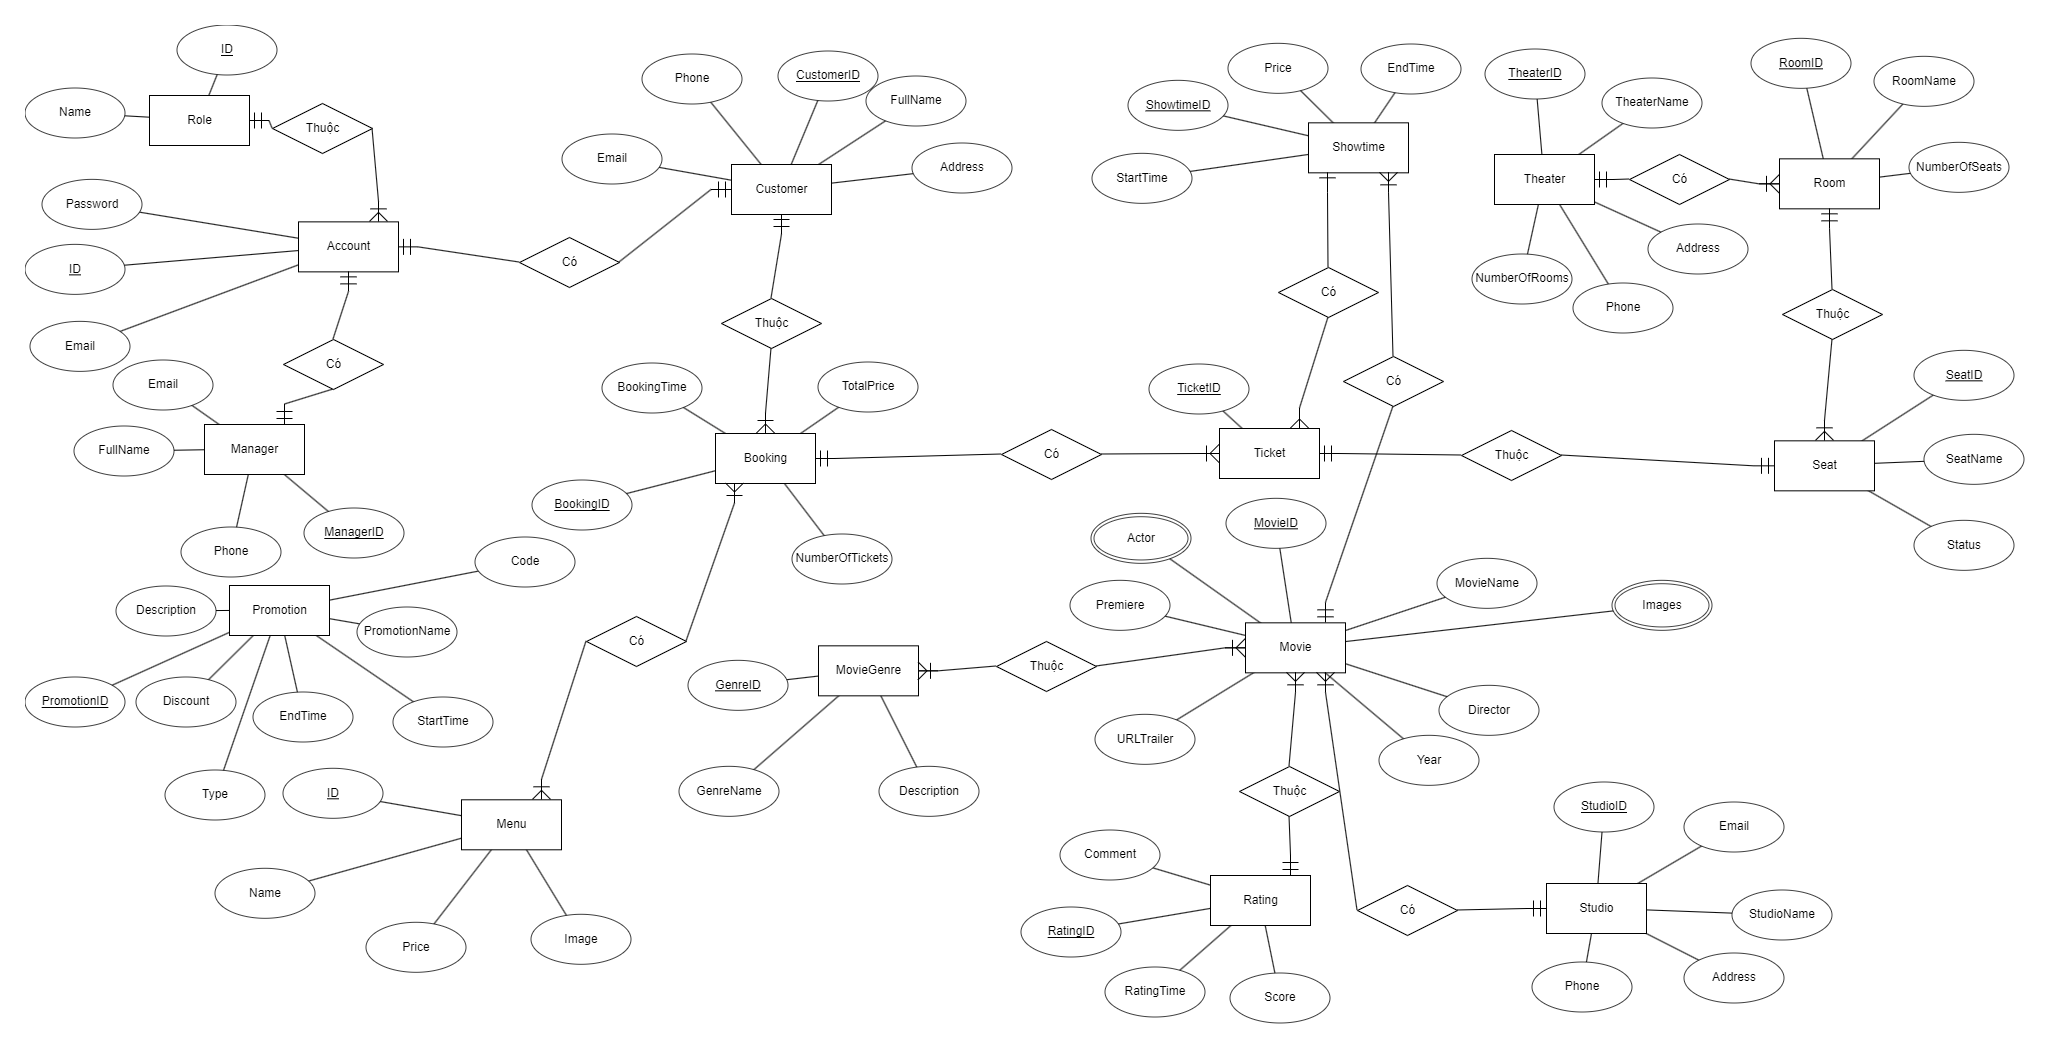 ID
Name
Role
Thuộc
Password
Account
ID
Email
Có
Có
Email
FullName
Manager
Phone
ManagerID
Phone
CustomerID
FullName
Email
Customer
Address
Thuộc
BookingTime
TotalPrice
Booking
BookingID
NumberOfTickets
Có
Price
EndTime
ShowtimeID
Showtime
StartTime
Có
Có
TicketID
Ticket
Thuộc
TheaterID
TheaterName
Theater
Có
NumberOfRooms
Address
Phone
RoomID
RoomName
Room
NumberOfSeats
Thuộc
SeatID
Seat
SeatName
Status
Code
Description
Promotion
PromotionName
PromotionID
Discount
EndTime
StartTime
Type
Có
ID
Menu
Name
Price
Image
MovieGenre
GenreID
GenreName
Description
Thuộc
Actor
MovieID
Premiere
MovieName
Images
Movie
URLTrailer
Director
Year
Thuộc
Comment
Rating
RatingID
RatingTime
Score
Có
StudioID
Email
Studio
StudioName
Phone
Address